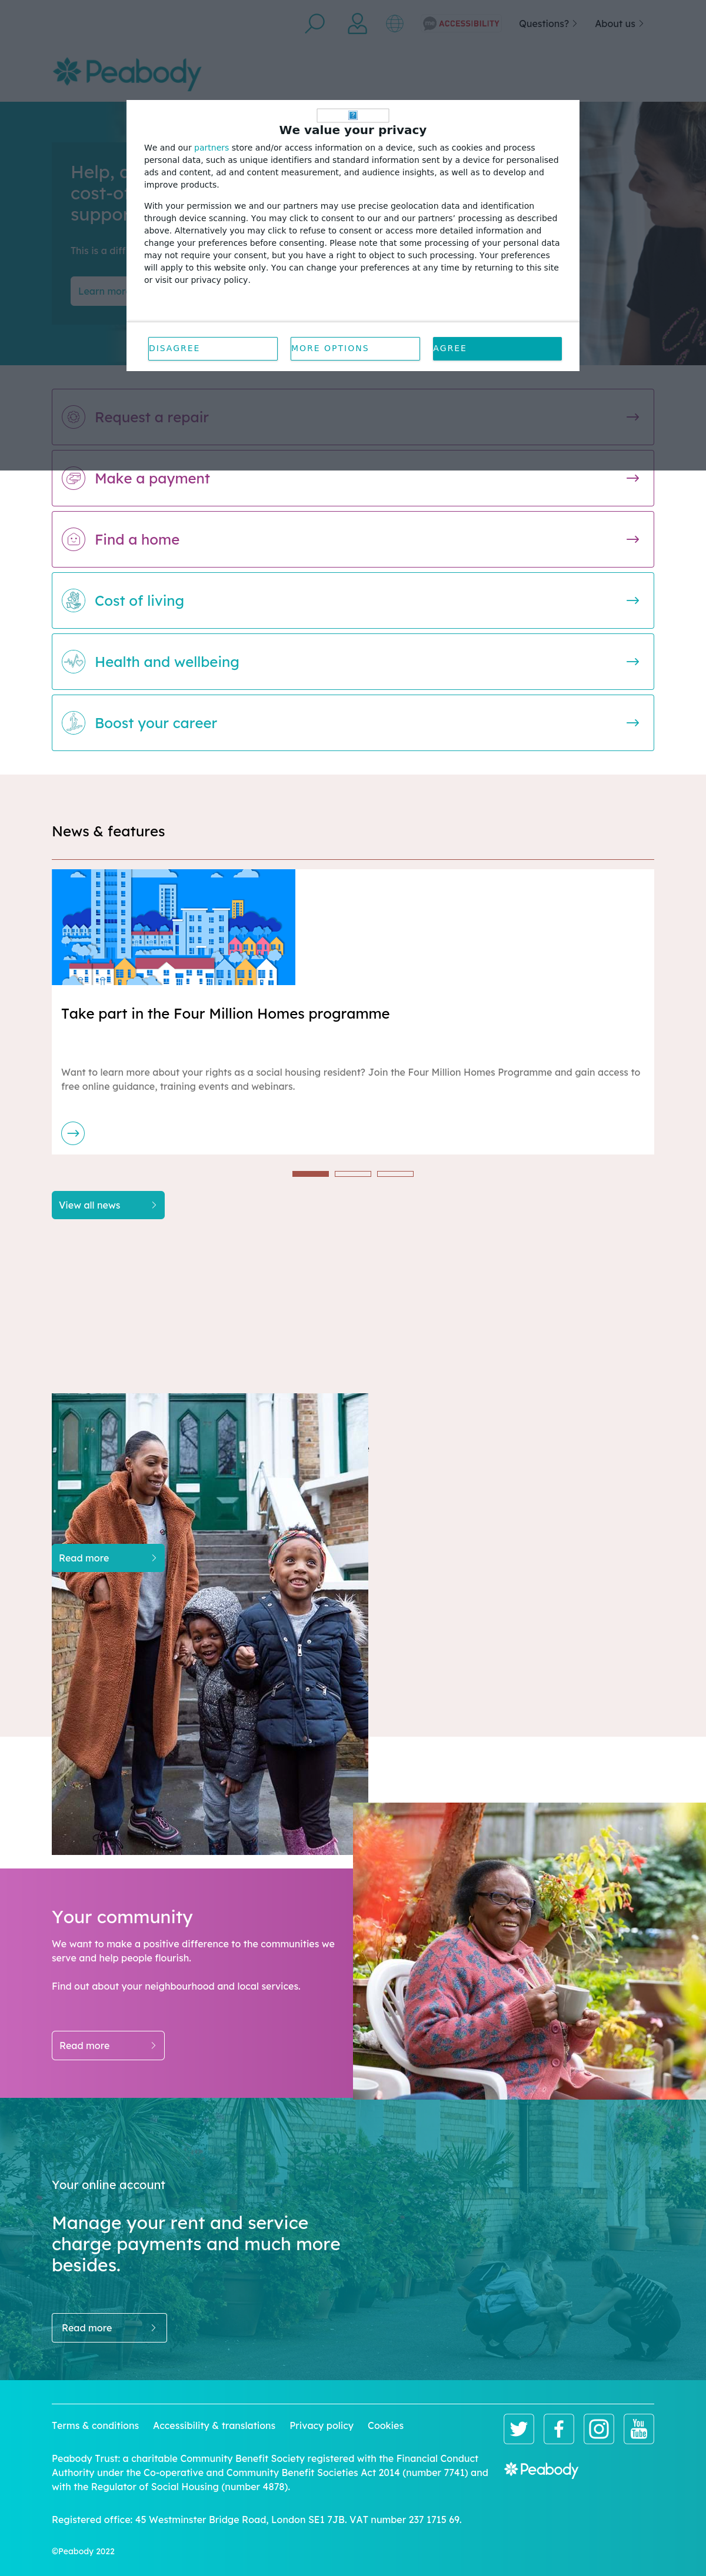 ACCESSIBILITY
Questions?
About us
Peabody
Help, 
cost-of
suppor
This is a diff
Learn mor
We value your privacy
We and our partners store and/or access information on a device, such as cookies and process
personal data, such as unique identifiers and standard information sent by a device for personalised
ads and content, ad and content measurement, and audience insights, as well as to develop and
improve products.
With your permission we and our partners may use precise geolocation data and identification
through device scanning. You may click to consent to our and our partners’ processing as described
above. Alternatively you may click to refuse to consent or access more detailed information and
change your preferences before consenting. Please note that some processing of your personal data
may not require your consent, but you have a right to object to such processing. Your preferences
will apply to this website only. You can change your preferences at any time by returning to this site
or visit our privacy policy.
DISAGREE
MORE OPTIONS
AGREE
Request a repair
Make a payment
Find a home
Cost of living
Health and wellbeing
Boost your career
News & features
Take part in the Four Million Homes programme
Want to learn more about your rights as a social housing resident? Join the Four Million Homes Programme and gain access to
free online guidance, training events and webinars.
View all news
Read more
Your community
We want to make a positive difference to the communities we
serve and help people flourish.
Find out about your neighbourhood and local services.
Read more
Your online account
Manage your rent and service
charge payments and much more
besides.
Read more
Terms & conditions
Accessibility & translations
Privacy policy
Cookies
You
Tube
Peabody Trust: a charitable Community Benefit Society registered with the Financial Conduct
Authority under the Co-operative and Community Benefit Societies Act 2014 (number 7741) and
with the Regulator of Social Housing (number 4878).
Peabody
Registered office: 45 Westminster Bridge Road, London SE1 7JB. VAT number 237 1715 69.
©Peabody 2022